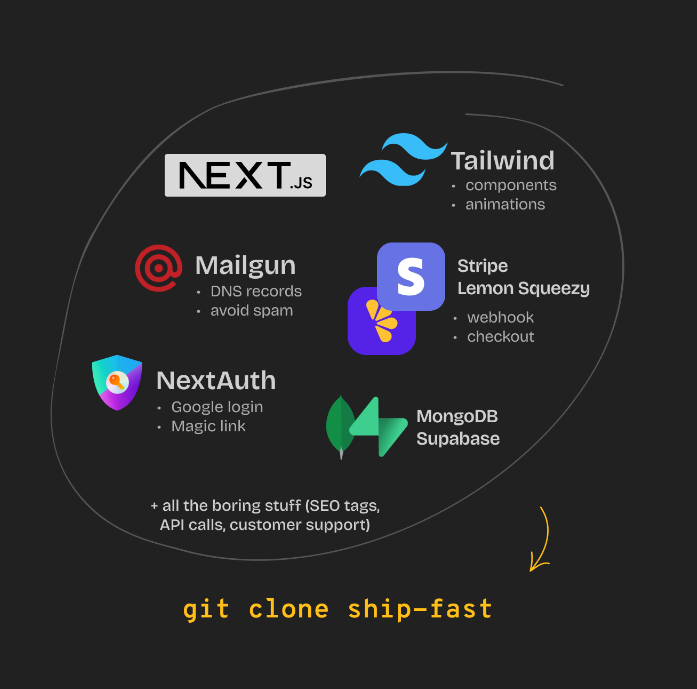 NEXT.JS
Tailwind
• components
• animations
Mailgun
• DNS records
• avoid spam
S
Stripe
Lemon Squeezy
• webhook
• checkout
NextAuth
• Google login
• Magic link
MongoDB
Supabase
+ all the boring stuff (SEO tags,
API calls, customer support)
git clone ship-fast